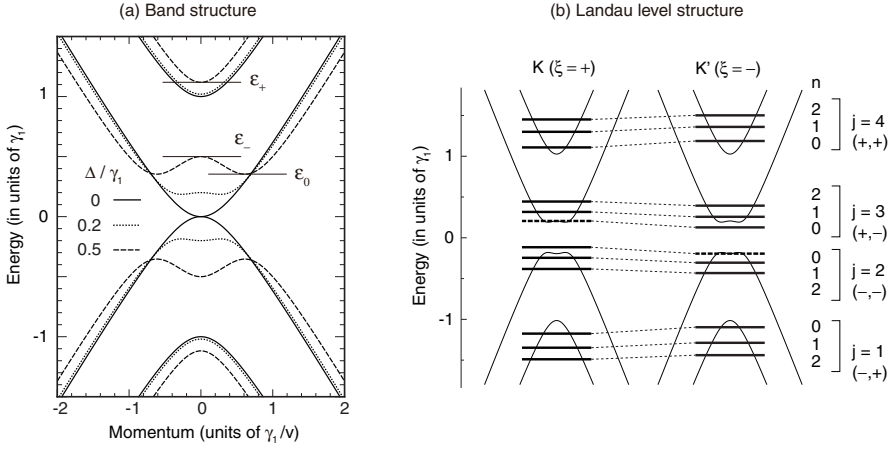 (a) Band structure
Energy (in units of γ₁)
1
0
-1
-2
-1
0
1
2
Momentum (units of γ₁/v)
ε₊
ε₋
ε₀
Δ / γ₁
0
0.2
0.5
(b) Landau level structure
K (ξ = +)
K' (ξ = −)
n
Energy (in units of γ₁)
1
0
-1
2
1
0
j = 4
(+,+)
2
1
0
j = 3
(+,−)
0
1
2
j = 2
(−,−)
0
1
2
j = 1
(−,+)